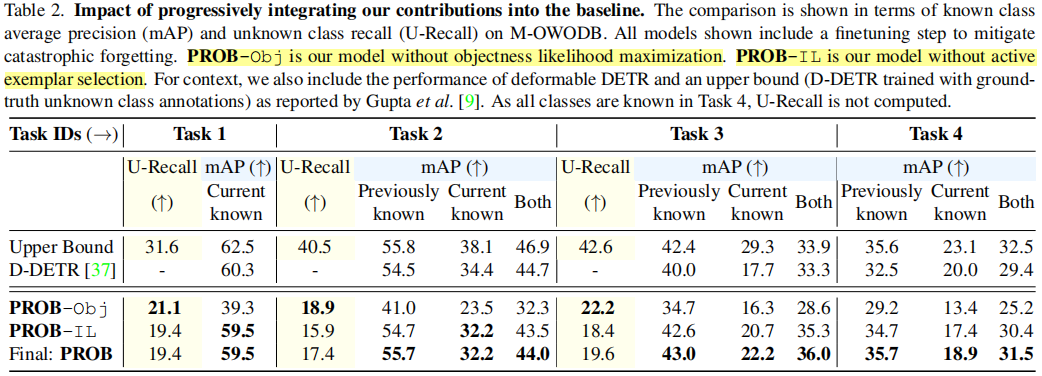 Table 2. Impact of progressively integrating our contributions into the baseline. The comparison is shown in terms of known class
average precision (mAP) and unknown class recall (U-Recall) on M-OWODB. All models shown include a finetuning step to mitigate
catastrophic forgetting. PROB-Obj is our model without objectness likelihood maximization. PROB-IL is our model without active
exemplar selection. For context, we also include the performance of deformable DETR and an upper bound (D-DETR trained with ground-
truth unknown class annotations) as reported by Gupta et al. [9]. As all classes are known in Task 4, U-Recall is not computed.
Task IDs (→) Task 1 Task 2 Task 3 Task 4
U-Recall mAP (↑) U-Recall mAP (↑) U-Recall mAP (↑) mAP (↑)
(↑) Current known (↑) Previously known Current known Both (↑) Previously known Current known Both Previously known Current known Both
Upper Bound 31.6 62.5 40.5 55.8 38.1 46.9 42.6 42.4 29.3 33.9 35.6 23.1 32.5
D-DETR [37] - 60.3 - 54.5 34.4 44.7 - 40.0 17.7 33.3 32.5 20.0 29.4
PROB-Obj 21.1 39.3 18.9 41.0 23.5 32.3 22.2 34.7 16.3 28.6 29.2 13.4 25.2
PROB-IL 19.4 59.5 15.9 54.7 32.2 43.5 18.4 42.6 20.7 35.3 34.7 17.4 30.4
Final: PROB 19.4 59.5 17.4 55.7 32.2 44.0 19.6 43.0 22.2 36.0 35.7 18.9 31.5